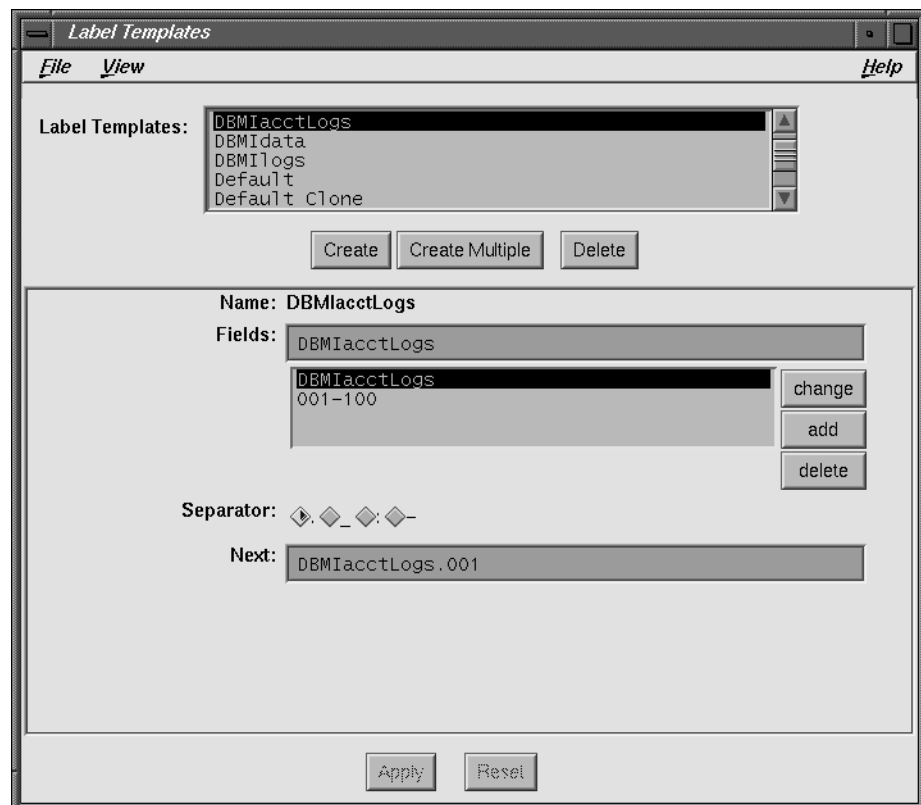 Label Templates
File View Help
Label Templates:
DBMIacctLogs
DBMIdata
DBMIlogs
Default
Default Clone
Create Create Multiple Delete
Name: DBMIacctLogs
Fields: DBMIacctLogs
DBMIacctLogs
001-100
change
add
delete
Separator: . _ : -
Next: DBMIacctLogs.001
Apply Reset